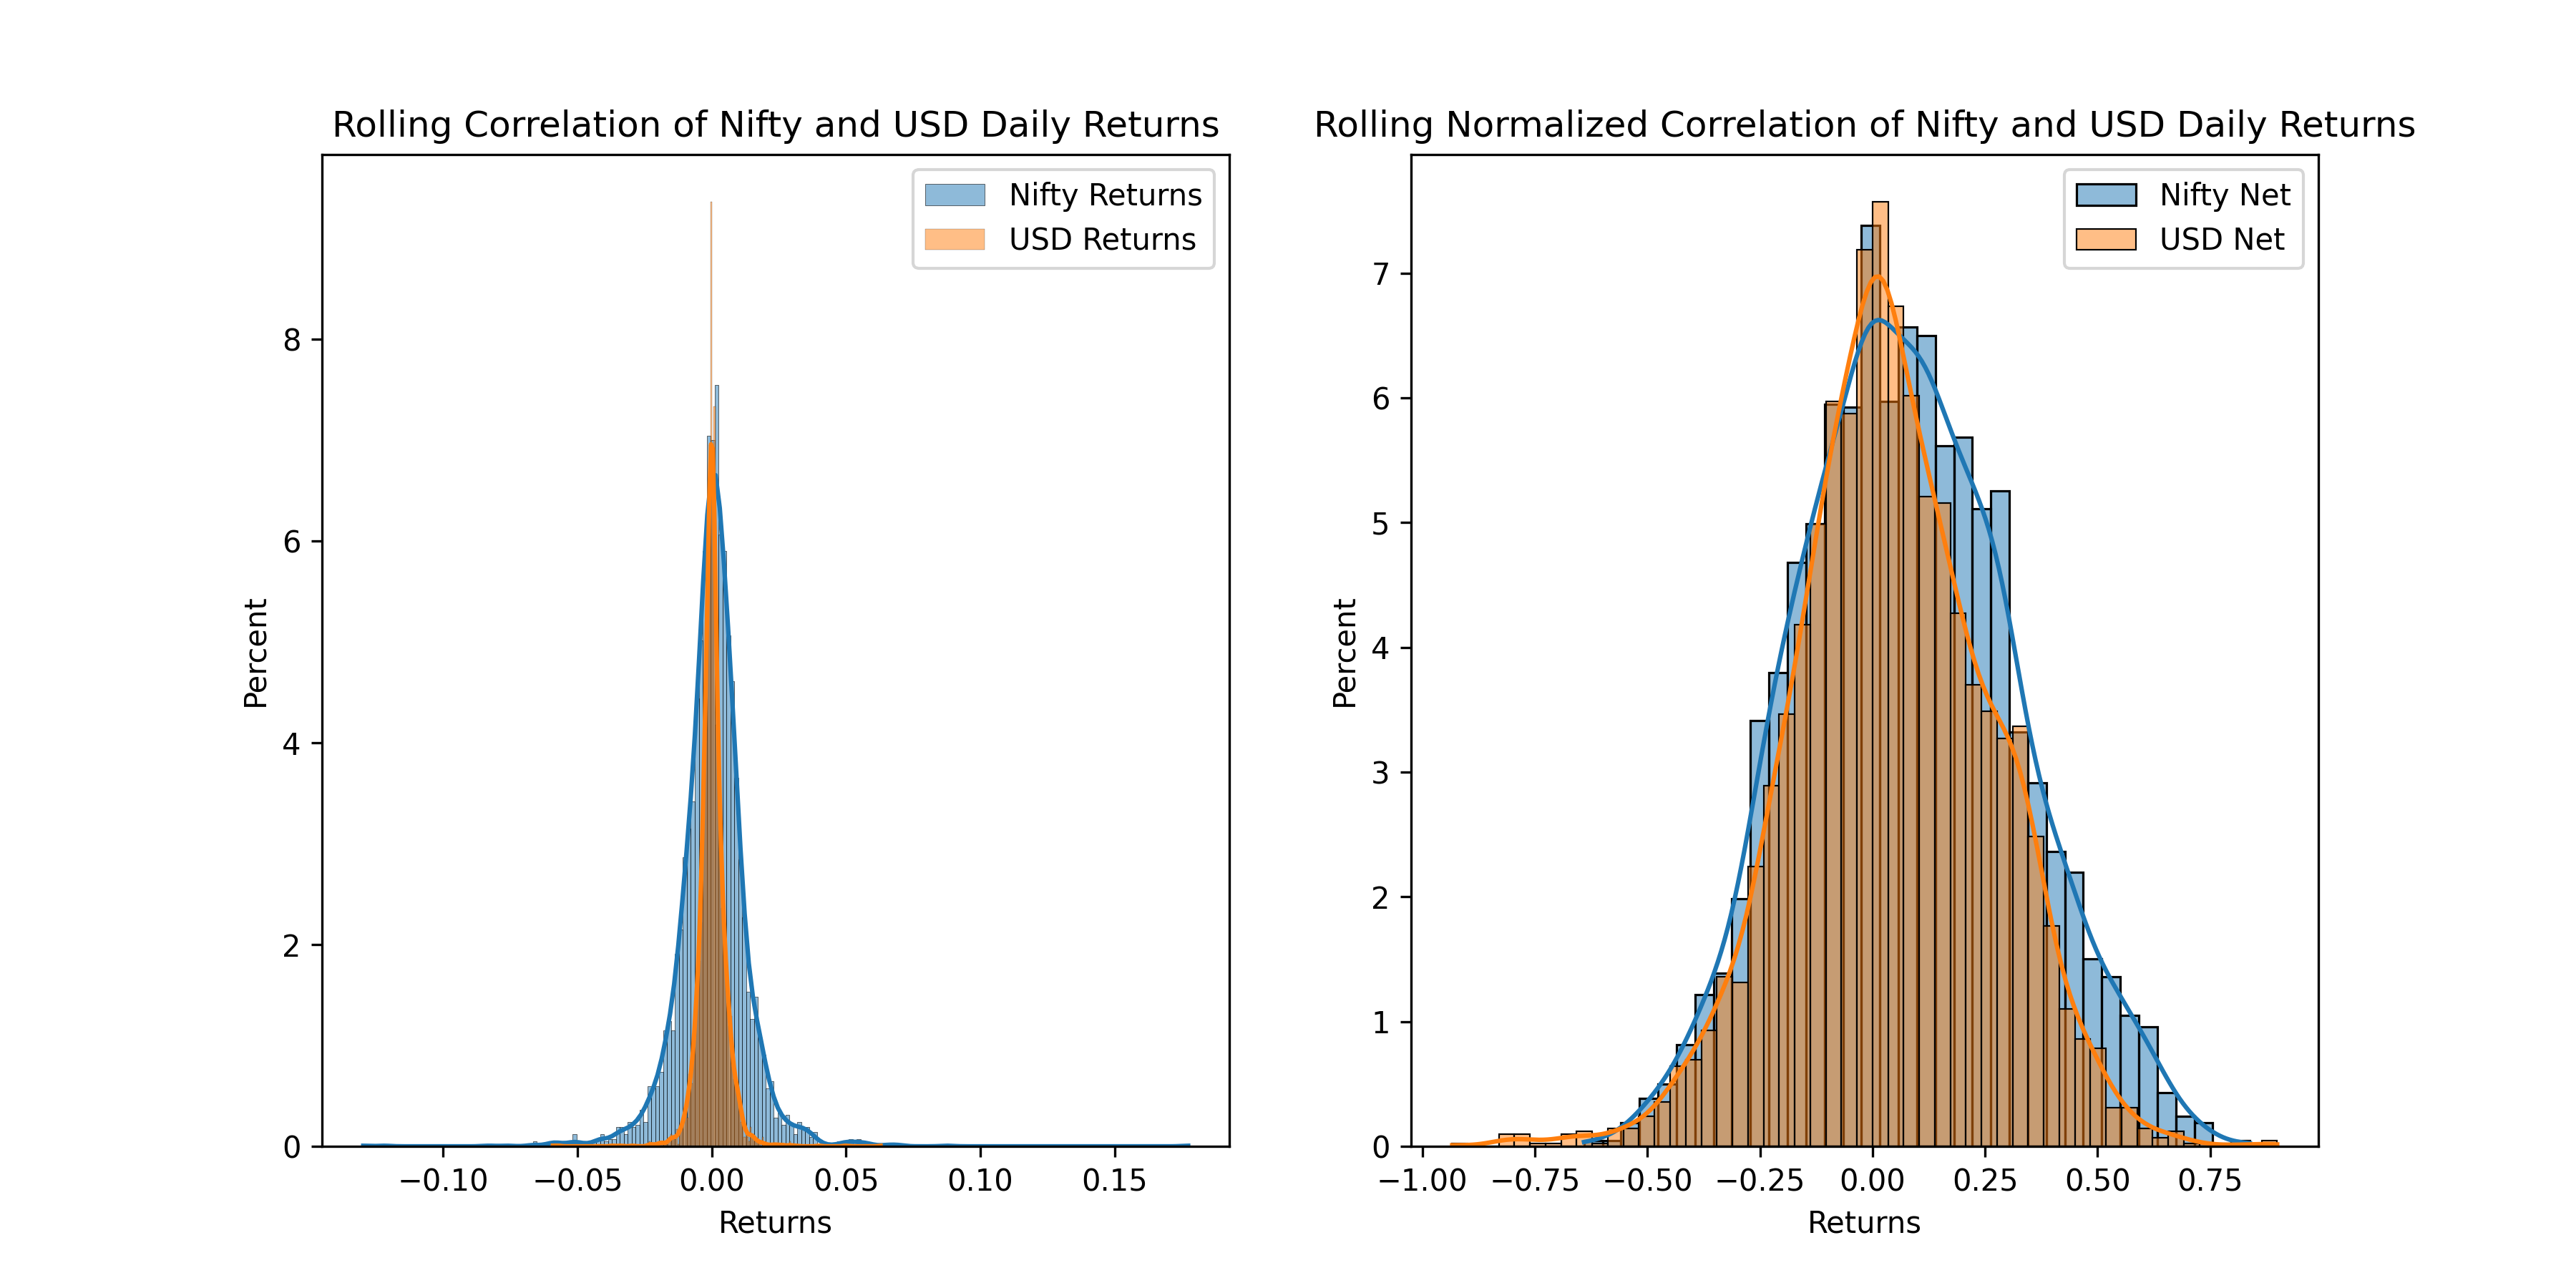 Rolling Correlation of Nifty and USD Daily Returns
Nifty Returns
USD Returns
8
6
4
2
0
Percent
−0.10 −0.05 0.00 0.05 0.10 0.15
Returns
Rolling Normalized Correlation of Nifty and USD Daily Returns
Nifty Net
USD Net
7
6
5
4
3
2
1
0
Percent
−1.00 −0.75 −0.50 −0.25 0.00 0.25 0.50 0.75
Returns